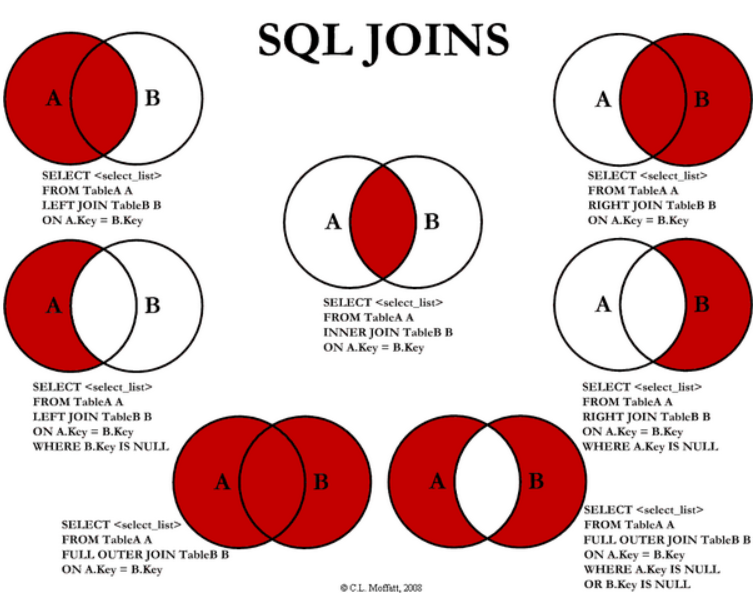 SQL JOINS
A B
SELECT <select_list>
FROM TableA A
LEFT JOIN TableB B
ON A.Key = B.Key
A B
SELECT <select_list>
FROM TableA A
RIGHT JOIN TableB B
ON A.Key = B.Key
A B
SELECT <select_list>
FROM TableA A
INNER JOIN TableB B
ON A.Key = B.Key
A B
SELECT <select_list>
FROM TableA A
LEFT JOIN TableB B
ON A.Key = B.Key
WHERE B.Key IS NULL
A B
SELECT <select_list>
FROM TableA A
RIGHT JOIN TableB B
ON A.Key = B.Key
WHERE A.Key IS NULL
A B
SELECT <select_list>
FROM TableA A
FULL OUTER JOIN TableB B
ON A.Key = B.Key
A B
SELECT <select_list>
FROM TableA A
FULL OUTER JOIN TableB B
ON A.Key = B.Key
WHERE A.Key IS NULL
OR B.Key IS NULL
© C.L. Moffatt, 2008